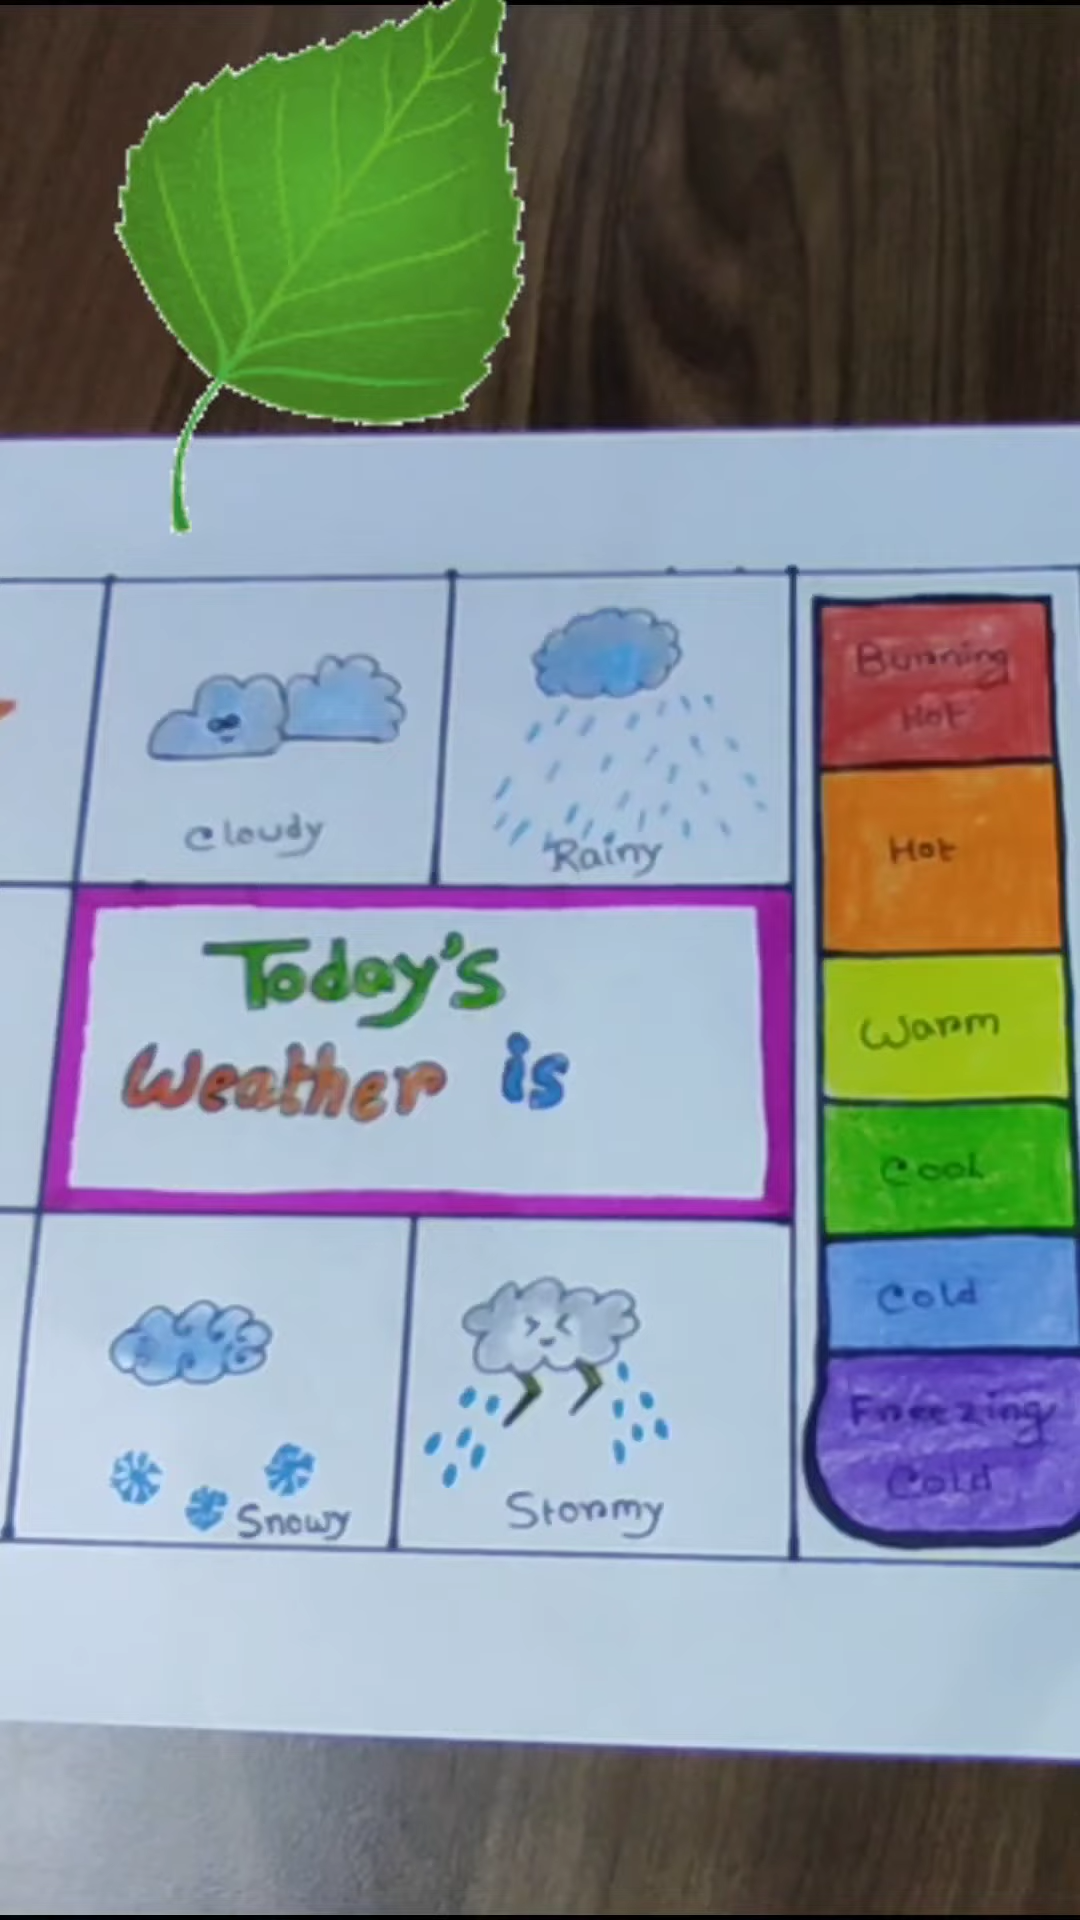 Cloudy
Rainy
Today's
Weather is
Snowy
Stormy
Burning
Hot
Hot
Warm
Cool
Cold
Freezing
Cold